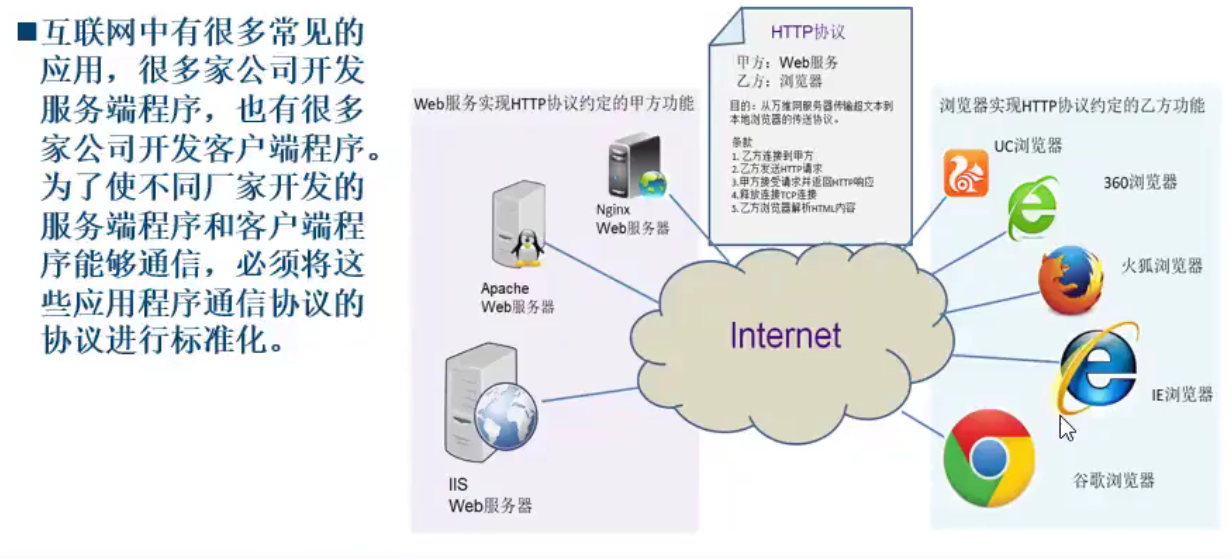 互联网中有很多常见的
应用，很多家公司开发
服务端程序，也有很多
家公司开发客户端程序。
为了使不同厂家开发的
服务端程序和客户端程
序能够通信，必须将这
些应用程序通信协议的
协议进行标准化。
HTTP协议
甲方：Web服务
乙方：浏览器
目的：从万维网服务器传输超文本到
本地浏览器的传送协议。
条款
1. 乙方连接到甲方
2.乙方发送HTTP请求
3.甲方接受请求并返回HTTP响应
4.释放连接TCP连接
5.乙方浏览器解析HTML内容
Web服务实现HTTP协议约定的甲方功能
Nginx
Web服务器
Apache
Web服务器
IIS
Web服务器
Internet
浏览器实现HTTP协议约定的乙方功能
UC浏览器
360浏览器
火狐浏览器
IE浏览器
谷歌浏览器